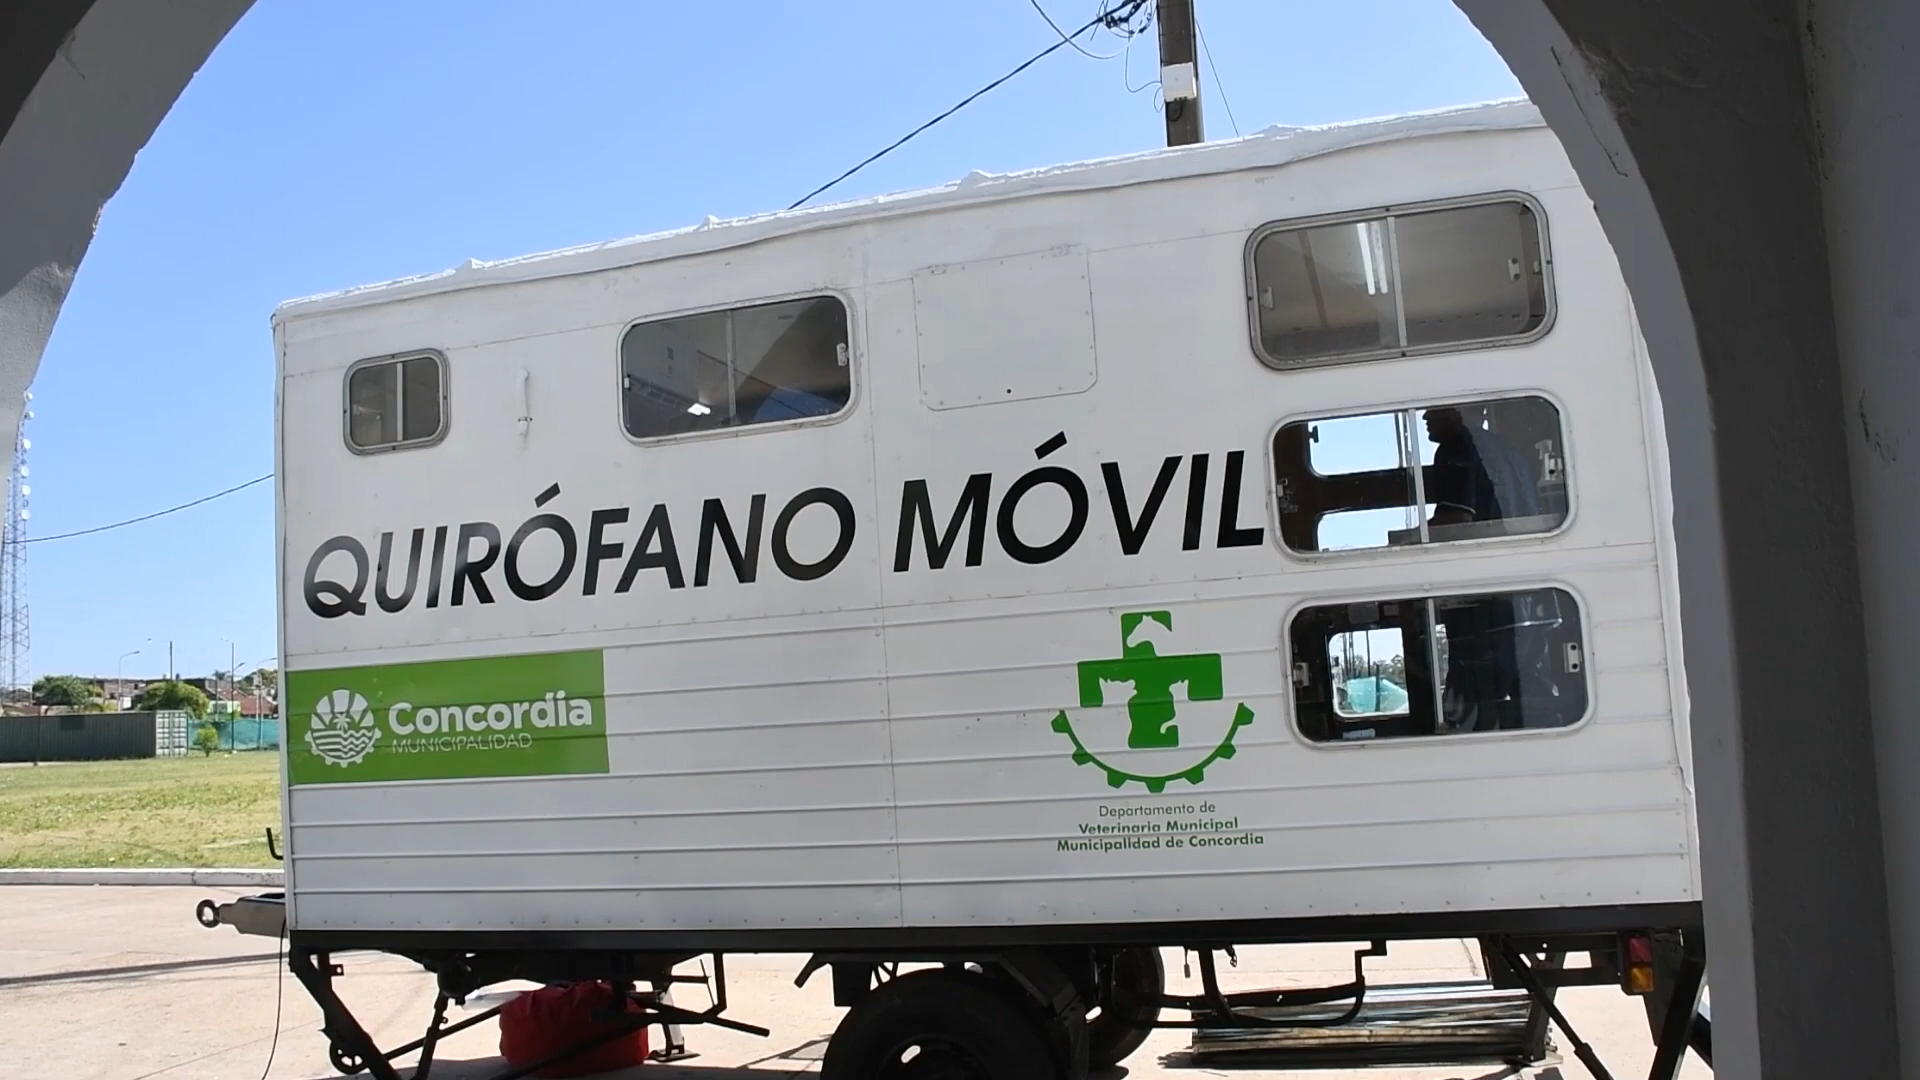 QUIRÓFANO MÓVIL
Concordia
MUNICIPALIDAD
Departamento de
Veterinaria Municipal
Municipalidad de Concordia